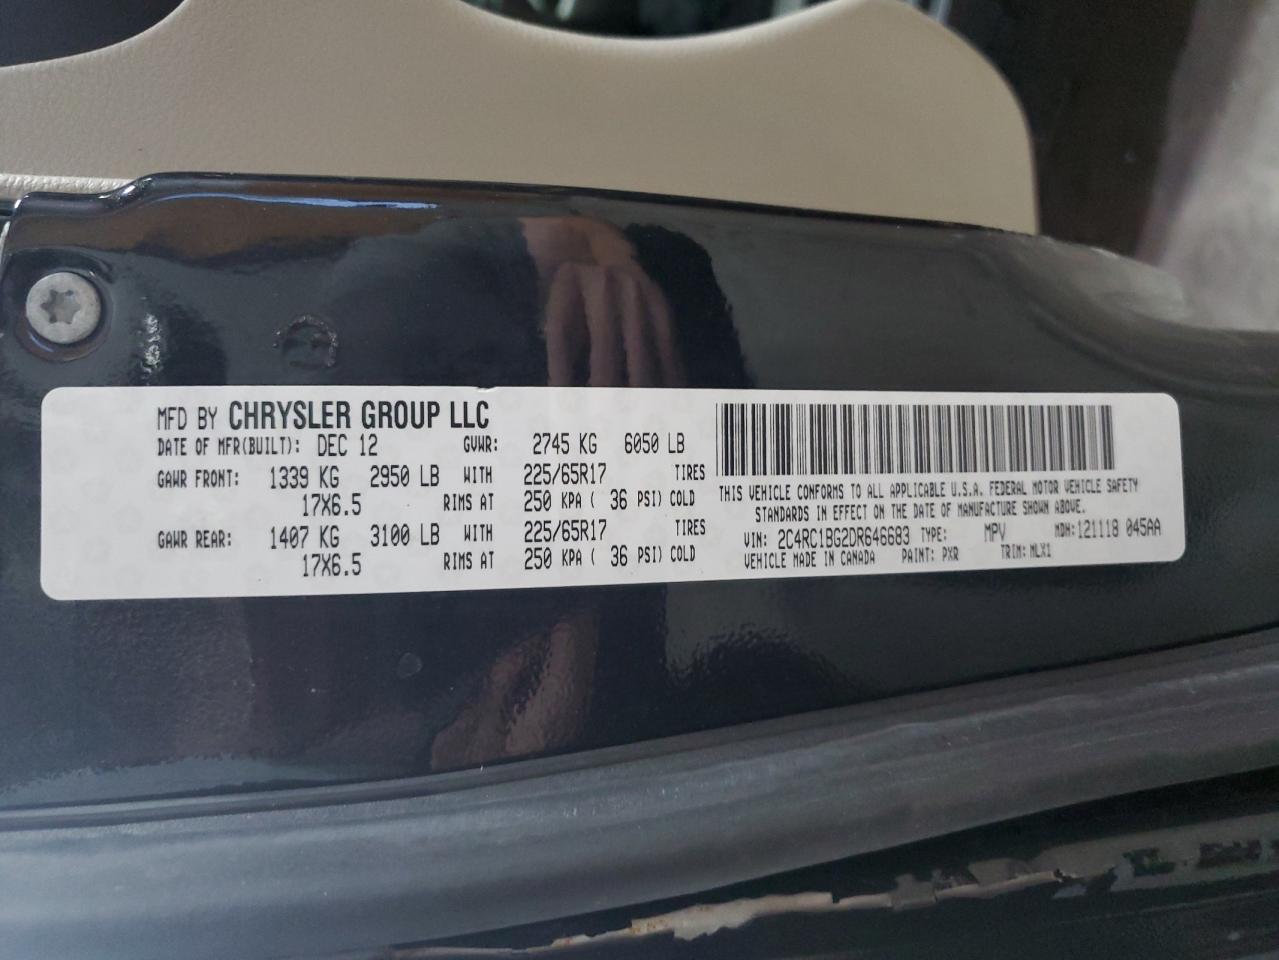 MFD BY CHRYSLER GROUP LLC
DATE OF MFR(BUILT): DEC 12 GVWR: 2745 KG 6050 LB
GAWR FRONT: 1339 KG 2950 LB WITH 225/65R17 TIRES
17X6.5 RIMS AT 250 KPA ( 36 PSI) COLD
GAWR REAR: 1407 KG 3100 LB WITH 225/65R17 TIRES
17X6.5 RIMS AT 250 KPA ( 36 PSI) COLD
THIS VEHICLE CONFORMS TO ALL APPLICABLE U.S.A. FEDERAL MOTOR VEHICLE SAFETY
STANDARDS IN EFFECT ON THE DATE OF MANUFACTURE SHOWN ABOVE.
VIN: 2C4RC1BG2DR646683 TYPE: MPV MDH:121118 045AA
VEHICLE MADE IN CANADA PAINT: PXR TRIM: MLX1